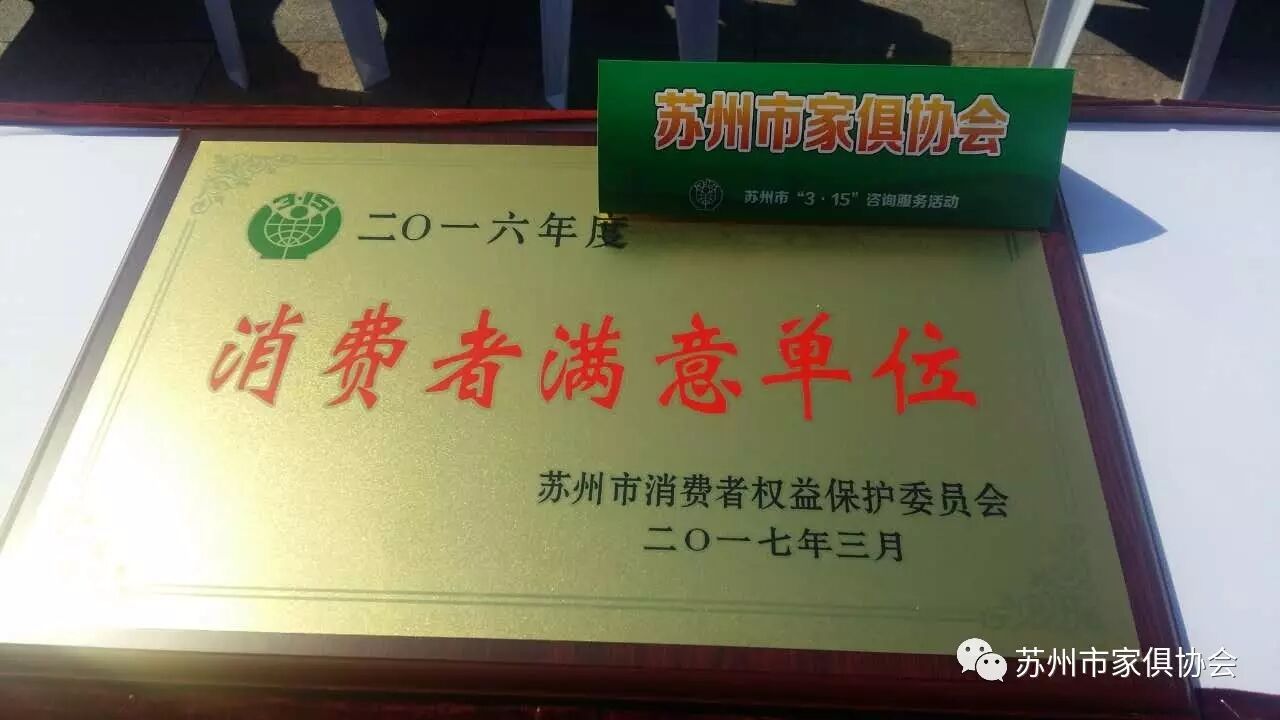 苏州市家俱协会
苏州市“3·15”咨询服务活动
3·15
二〇一六年度
消费者满意单位
苏州市消费者权益保护委员会
二〇一七年三月
苏州市家俱协会